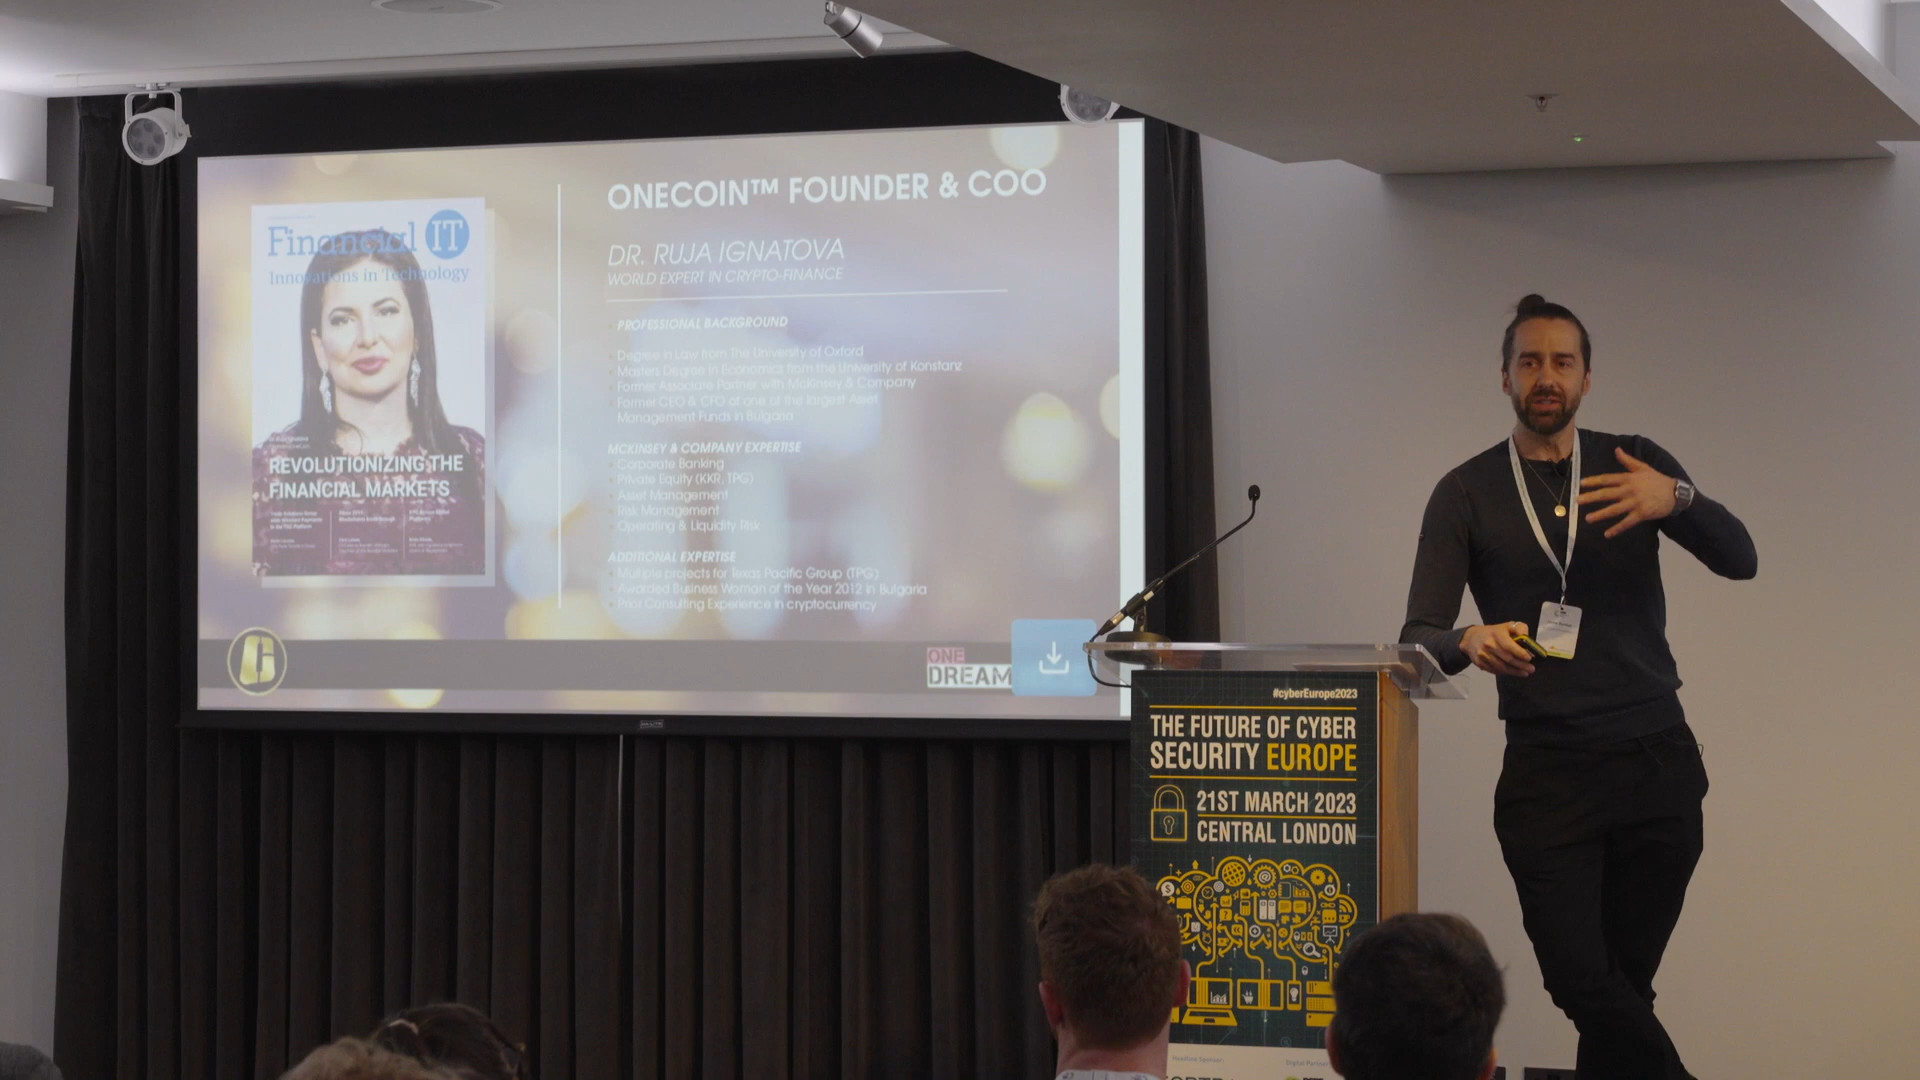 Financial IT
Innovations in Technology
REVOLUTIONIZING THE
FINANCIAL MARKETS
ONECOIN™ FOUNDER & COO
DR. RUJA IGNATOVA
WORLD EXPERT IN CRYPTO-FINANCE
PROFESSIONAL BACKGROUND
Degree in Law from The University of Oxford
Masters Degree in Economics from the University of Konstanz
Former Associate Partner with McKinsey & Company
Former CEO & CFO of one of the largest Asset
Management Funds in Bulgaria
MCKINSEY & COMPANY EXPERTISE
Corporate Banking
Private Equity (KKR, TPG)
Asset Management
Risk Management
Operating & Liquidity Risk
ADDITIONAL EXPERTISE
Multiple projects for Texas Pacific Group (TPG)
Awarded Business Woman of the Year 2012 in Bulgaria
Prior Consulting Experience in cryptocurrency
ONE
DREAM
#cyberEurope2023
THE FUTURE OF CYBER
SECURITY EUROPE
21ST MARCH 2023
CENTRAL LONDON
Headline Sponsor